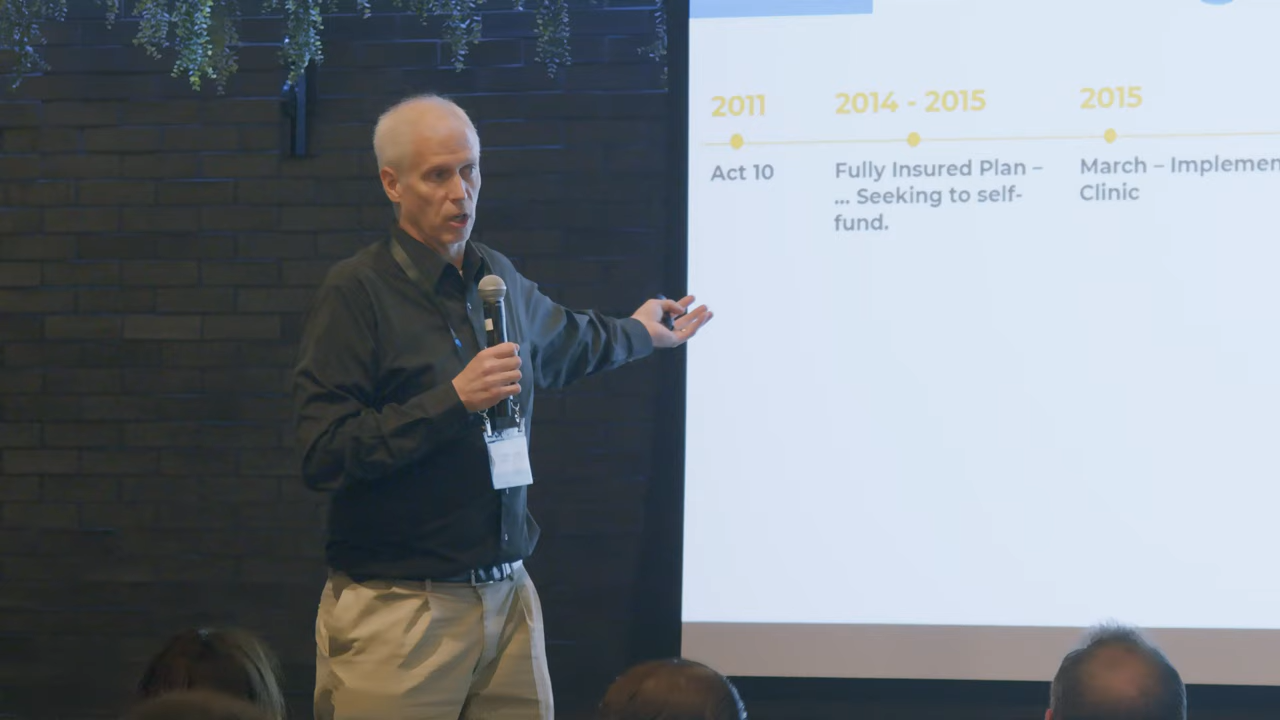 2011
2014 - 2015
2015
Act 10
Fully Insured Plan –
... Seeking to self-
fund.
March – Implemen
Clinic